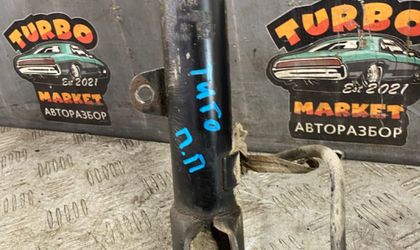 TURBO
Est 2021
MARKET
АВТОРАЗБОР
ТИГО
П.П
TURBO
Est 2021
MARKET
АВТОРАЗБОР